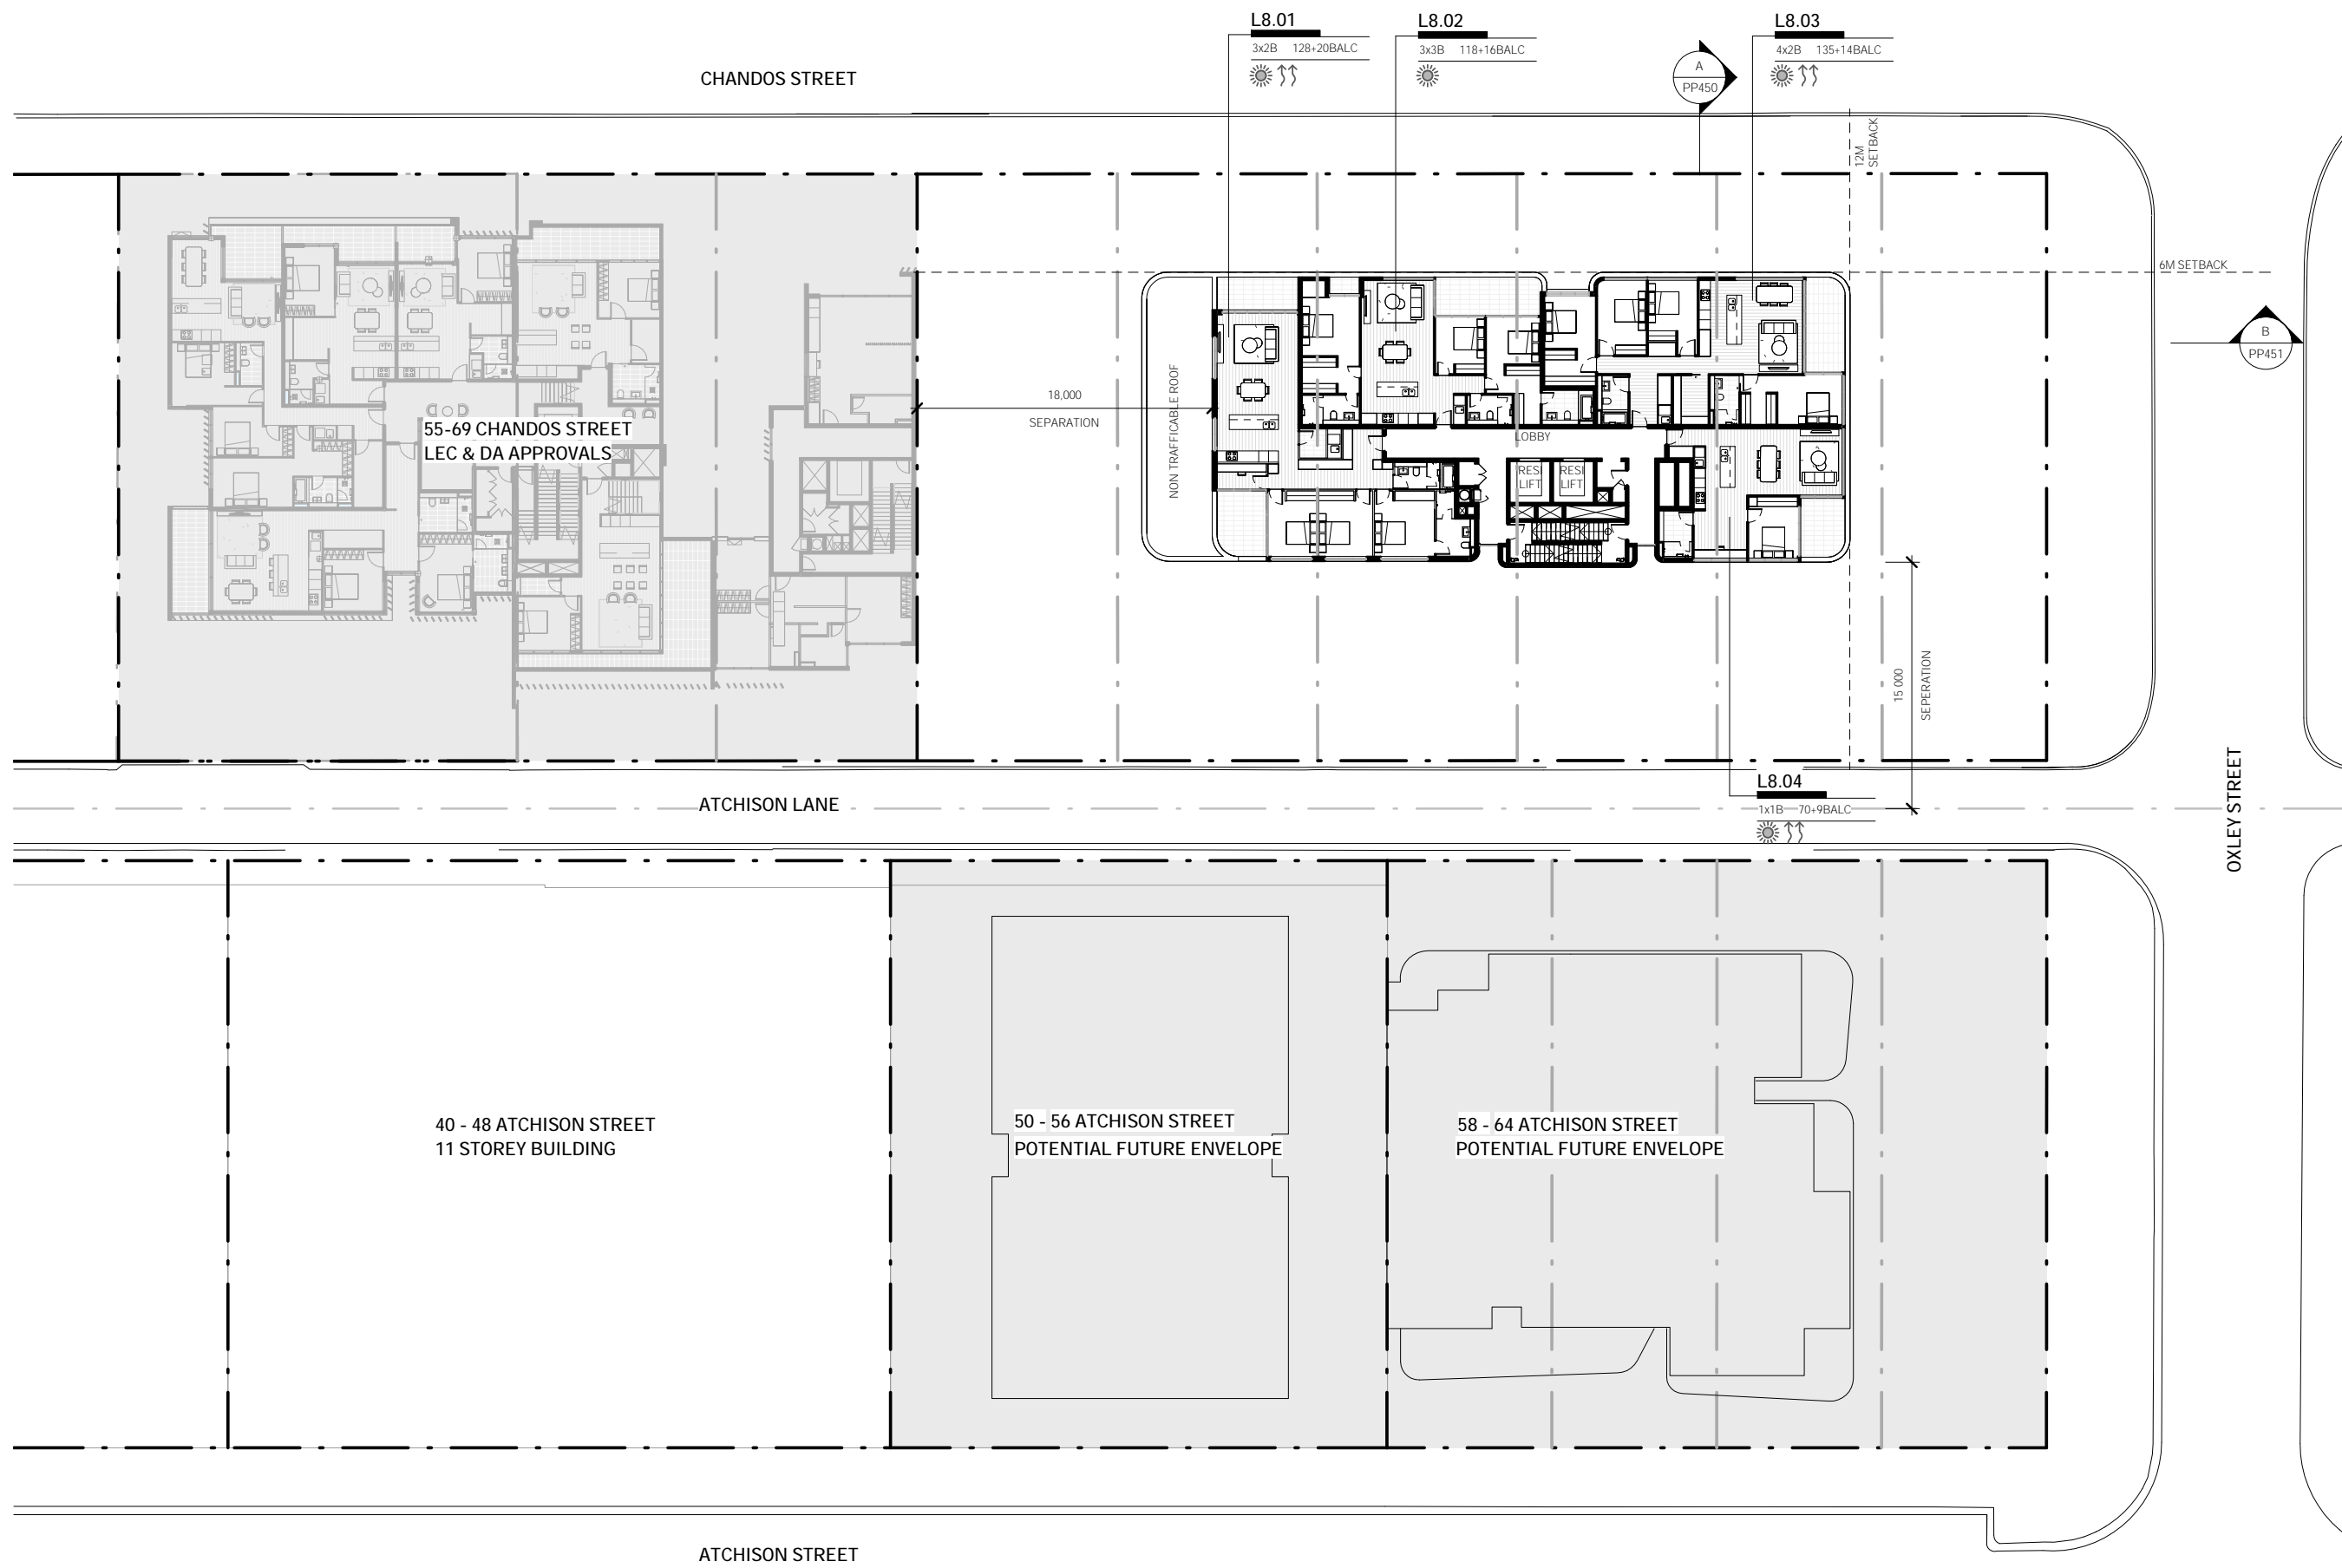 L8.01
3x2B 128+20BALC
L8.02
3x3B 118+16BALC
L8.03
4x2B 135+14BALC
A
PP450
CHANDOS STREET
12M
SETBACK
6M SETBACK
B
PP451
NON TRAFFICABLE ROOF
18,000
SEPARATION
55-69 CHANDOS STREET
LEC & DA APPROVALS
LOBBY
RESI
LIFT
RESI
LIFT
15 000
SEPERATION
L8.04
1x1B 70+9BALC
ATCHISON LANE
OXLEY STREET
40 - 48 ATCHISON STREET
11 STOREY BUILDING
50 - 56 ATCHISON STREET
POTENTIAL FUTURE ENVELOPE
58 - 64 ATCHISON STREET
POTENTIAL FUTURE ENVELOPE
ATCHISON STREET